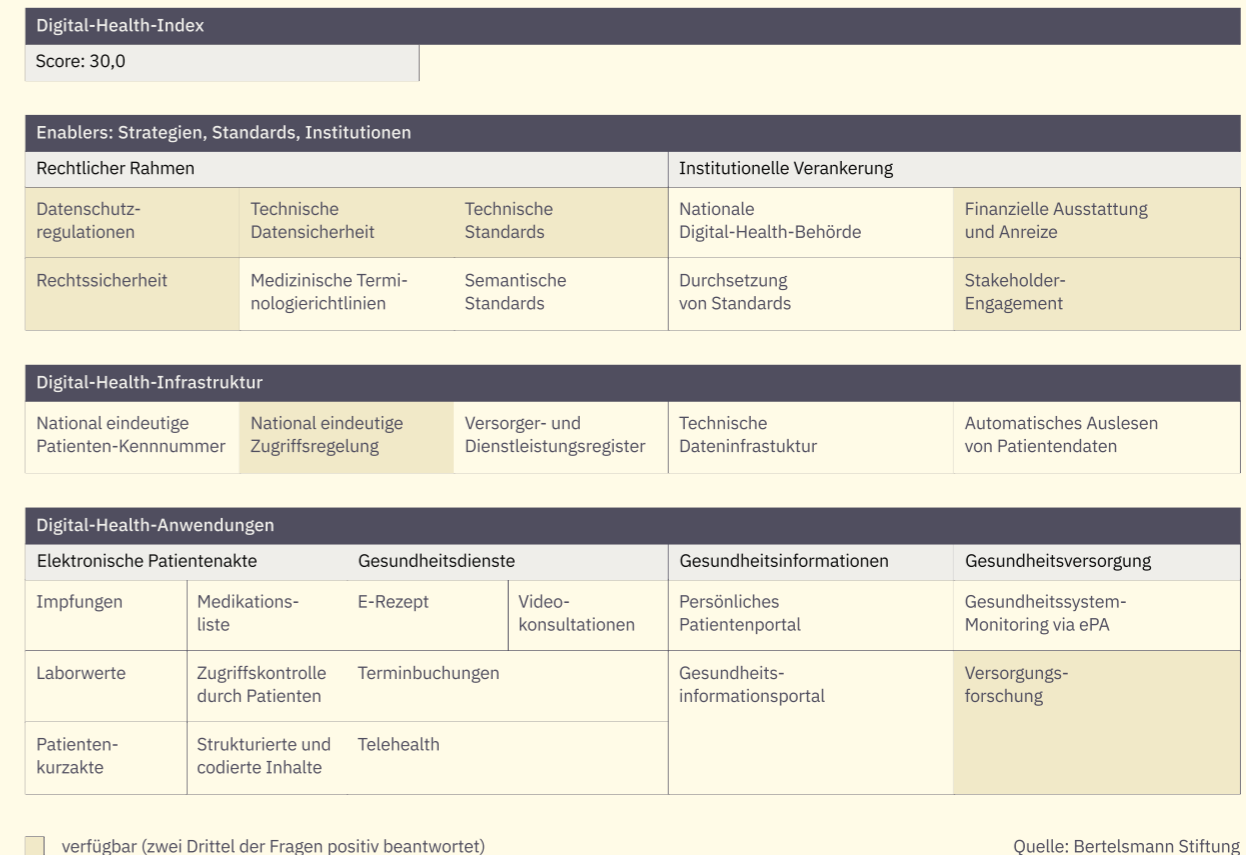 Digital-Health-Index
Score: 30,0
Enablers: Strategien, Standards, Institutionen
Rechtlicher Rahmen
Institutionelle Verankerung
Datenschutz-
regulationen
Technische
Datensicherheit
Technische
Standards
Nationale
Digital-Health-Behörde
Finanzielle Ausstattung
und Anreize
Rechtssicherheit
Medizinische Termi-
nologierichtlinien
Semantische
Standards
Durchsetzung
von Standards
Stakeholder-
Engagement
Digital-Health-Infrastruktur
National eindeutige
Patienten-Kennnummer
National eindeutige
Zugriffsregelung
Versorger- und
Dienstleistungsregister
Technische
Dateninfrastuktur
Automatisches Auslesen
von Patientendaten
Digital-Health-Anwendungen
Elektronische Patientenakte
Gesundheitsdienste
Gesundheitsinformationen
Gesundheitsversorgung
Impfungen
Medikations-
liste
E-Rezept
Video-
konsultationen
Persönliches
Patientenportal
Gesundheitssystem-
Monitoring via ePA
Laborwerte
Zugriffskontrolle
durch Patienten
Terminbuchungen
Gesundheits-
informationsportal
Versorgungs-
forschung
Patienten-
kurzakte
Strukturierte und
codierte Inhalte
Telehealth
verfügbar (zwei Drittel der Fragen positiv beantwortet)
Quelle: Bertelsmann Stiftung